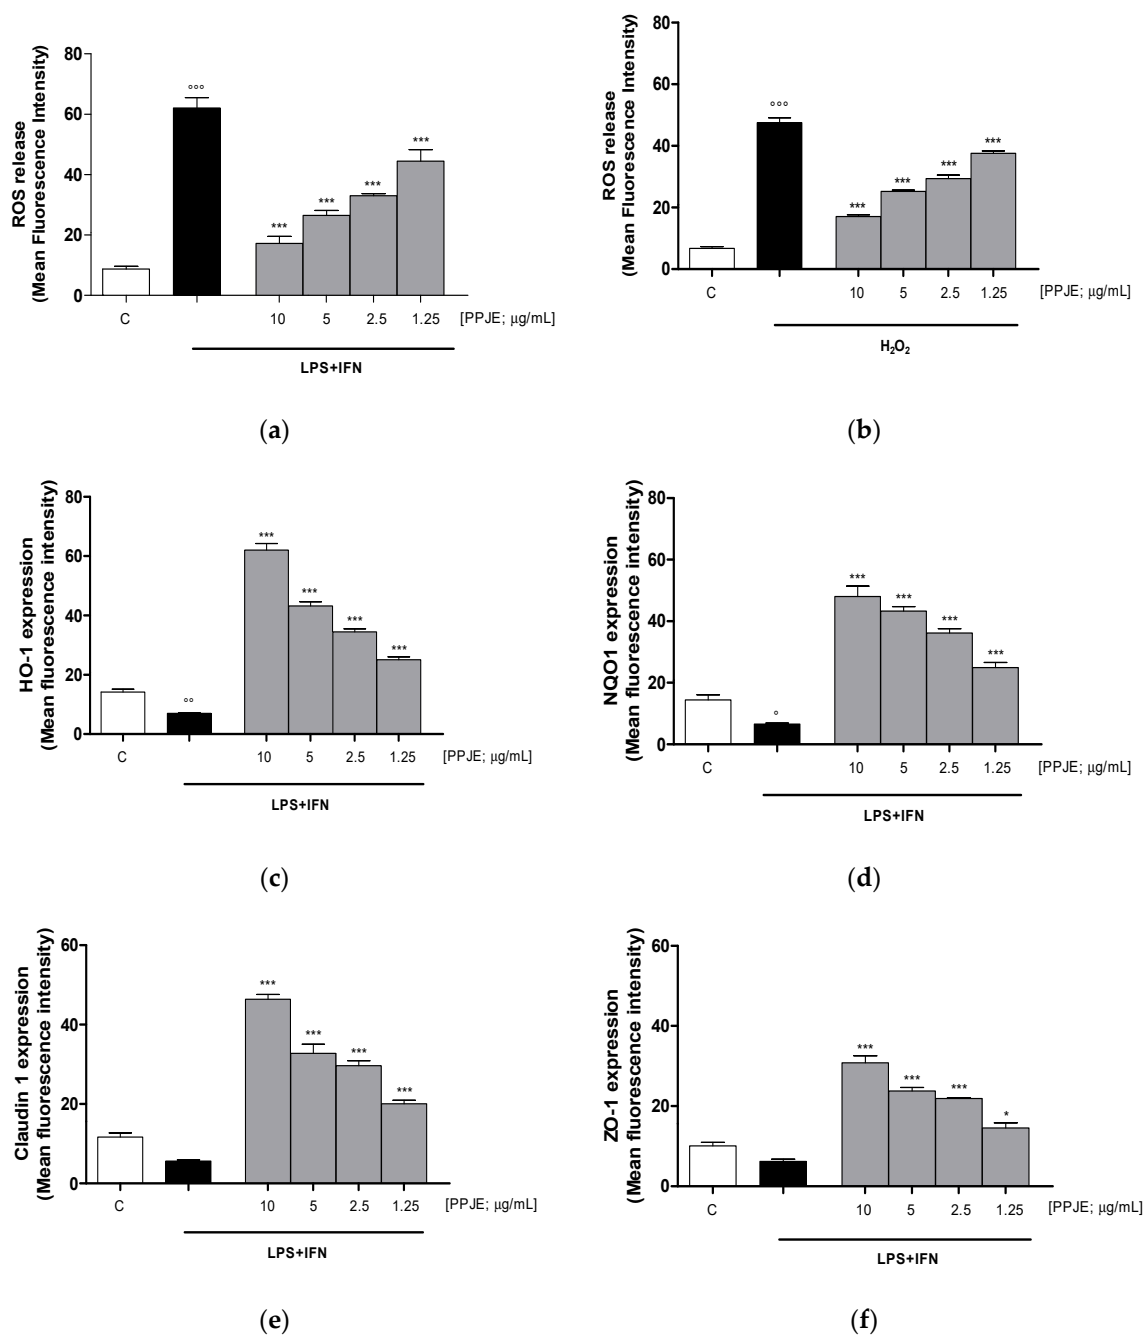 ROS release
(Mean Fluorescence Intensity)
80
60
40
20
0
°°°
***
***
***
***
C
10
5
2.5
1.25
[PPJE; μg/mL]
LPS+IFN
(a)
ROS release
(Mean Fluorescence Intensity)
80
60
40
20
0
°°°
***
***
***
***
C
10
5
2.5
1.25
[PPJE; μg/mL]
H₂O₂
(b)
HO-1 expression
(Mean fluorescence intensity)
80
60
40
20
0
°°
***
***
***
***
C
10
5
2.5
1.25
[PPJE; μg/mL]
LPS+IFN
(c)
NQO1 expression
(Mean fluorescence intensity)
80
60
40
20
0
°
***
***
***
***
C
10
5
2.5
1.25
[PPJE; μg/mL]
LPS+IFN
(d)
Claudin 1 expression
(Mean fluorescence intensity)
60
40
20
0
***
***
***
***
C
10
5
2.5
1.25
[PPJE; μg/mL]
LPS+IFN
(e)
ZO-1 expression
(Mean fluorescence intensity)
60
40
20
0
***
***
***
*
C
10
5
2.5
1.25
[PPJE; μg/mL]
LPS+IFN
(f)